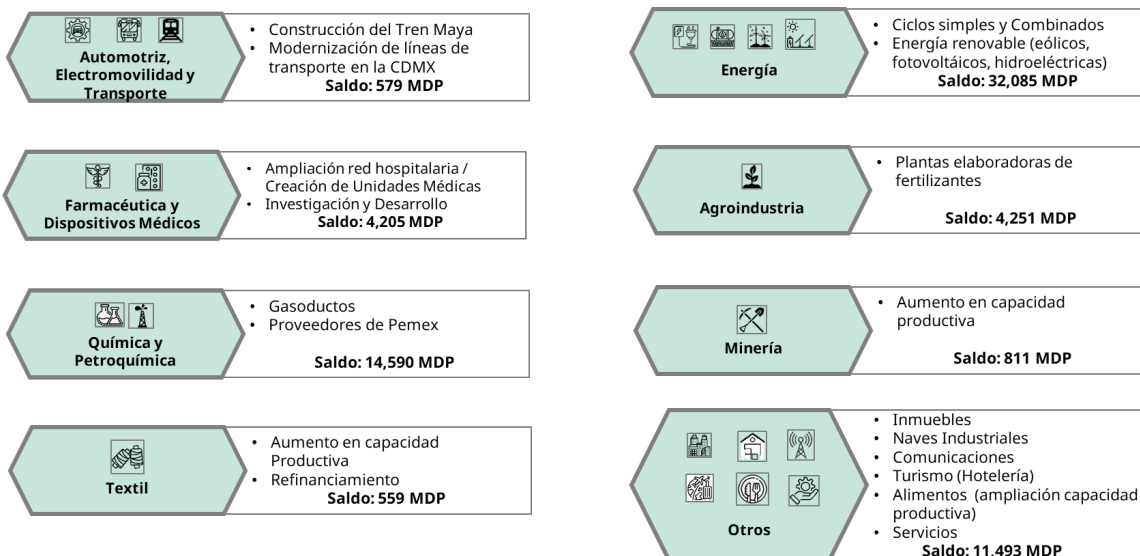 Automotriz,
Electromovilidad y
Transporte
• Construcción del Tren Maya
• Modernización de líneas de
transporte en la CDMX
Saldo: 579 MDP
Farmacéutica y
Dispositivos Médicos
• Ampliación red hospitalaria /
Creación de Unidades Médicas
• Investigación y Desarrollo
Saldo: 4,205 MDP
Química y
Petroquímica
• Gasoductos
• Proveedores de Pemex
Saldo: 14,590 MDP
Textil
• Aumento en capacidad
Productiva
• Refinanciamiento
Saldo: 559 MDP
Energía
• Ciclos simples y Combinados
• Energía renovable (eólicos,
fotovoltáicos, hidroeléctricas)
Saldo: 32,085 MDP
Agroindustria
• Plantas elaboradoras de
fertilizantes
Saldo: 4,251 MDP
Minería
• Aumento en capacidad
productiva
Saldo: 811 MDP
Otros
• Inmuebles
• Naves Industriales
• Comunicaciones
• Turismo (Hotelería)
• Alimentos (ampliación capacidad
productiva)
• Servicios
Saldo: 11,493 MDP